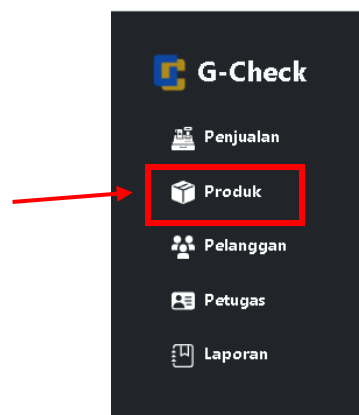 G-Check
Penjualan
Produk
Pelanggan
Petugas
Laporan